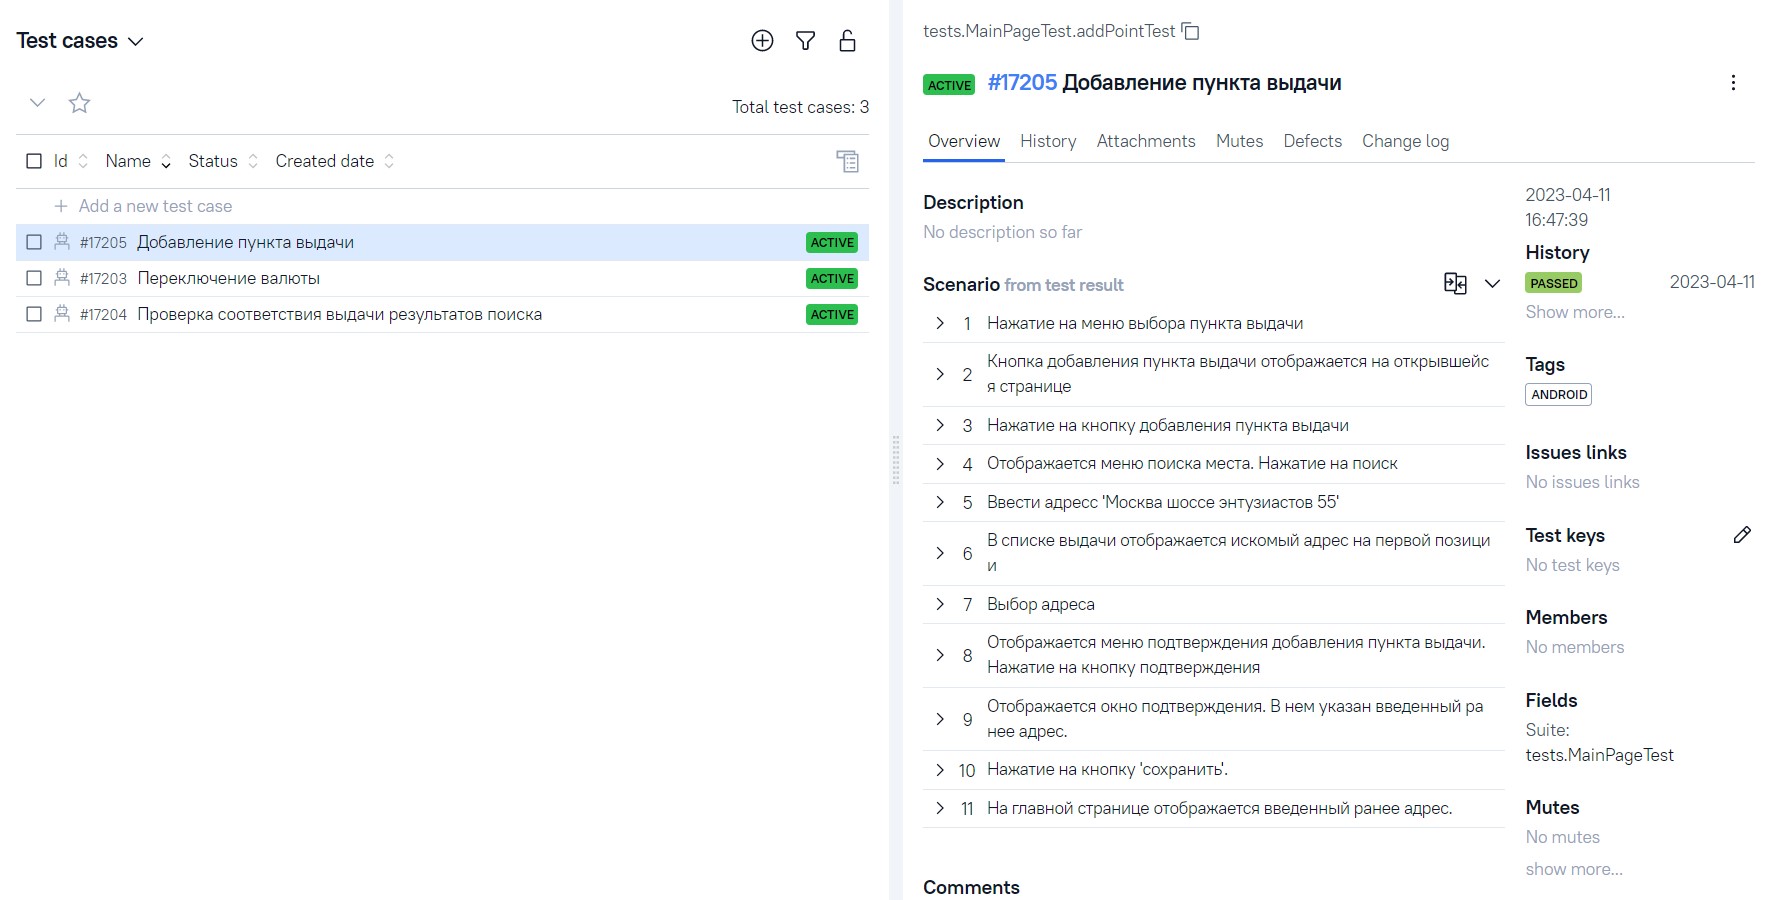 Test cases
Total test cases: 3
Id Name Status Created date
Add a new test case
#17205 Добавление пункта выдачи ACTIVE
#17203 Переключение валюты ACTIVE
#17204 Проверка соответствия выдачи результатов поиска ACTIVE
tests.MainPageTest.addPointTest
ACTIVE #17205 Добавление пункта выдачи
Overview History Attachments Mutes Defects Change log
Description
No description so far
Scenario from test result
1 Нажатие на меню выбора пункта выдачи
2 Кнопка добавления пункта выдачи отображается на открывшейс
я странице
3 Нажатие на кнопку добавления пункта выдачи
4 Отображается меню поиска места. Нажатие на поиск
5 Ввести адресс 'Москва шоссе энтузиастов 55'
6 В списке выдачи отображается искомый адрес на первой позици
и
7 Выбор адреса
8 Отображается меню подтверждения добавления пункта выдачи.
Нажатие на кнопку подтверждения
9 Отображается окно подтверждения. В нем указан введенный ра
нее адрес.
10 Нажатие на кнопку 'сохранить'.
11 На главной странице отображается введенный ранее адрес.
Comments
2023-04-11
16:47:39
History
PASSED 2023-04-11
Show more...
Tags
ANDROID
Issues links
No issues links
Test keys
No test keys
Members
No members
Fields
Suite:
tests.MainPageTest
Mutes
No mutes
show more...